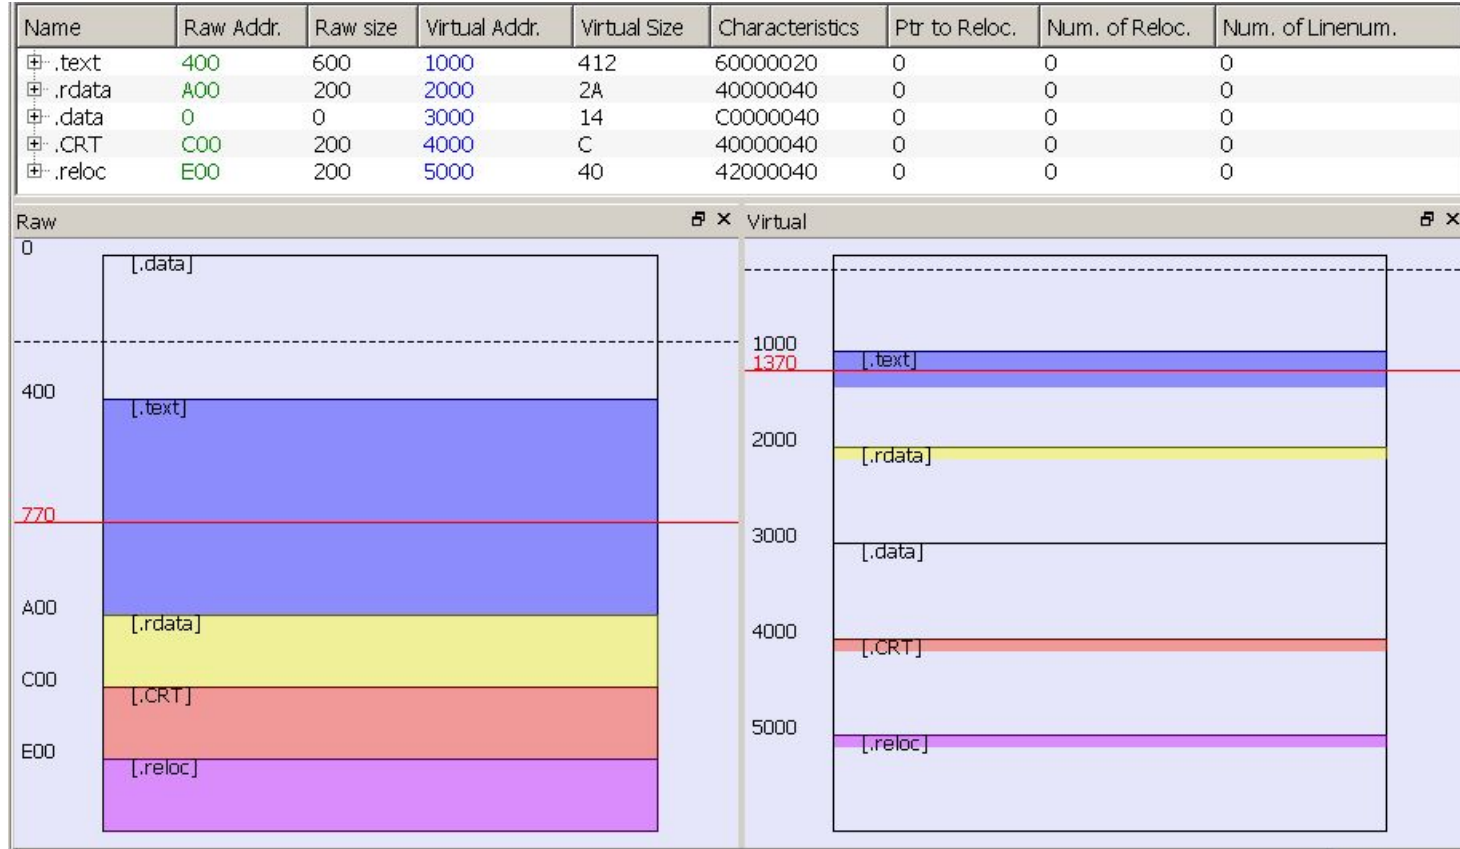 Name Raw Addr. Raw size Virtual Addr. Virtual Size Characteristics Ptr to Reloc. Num. of Reloc. Num. of Linenum.
.text 400 600 1000 412 60000020 0 0 0
.rdata A00 200 2000 2A 40000040 0 0 0
.data 0 0 3000 14 C0000040 0 0 0
.CRT C00 200 4000 C 40000040 0 0 0
.reloc E00 200 5000 40 42000040 0 0 0
Raw
0
[.data]
400
[.text]
770
A00
[.rdata]
C00
[.CRT]
E00
[.reloc]
Virtual
1000
[.text]
1370
2000
[.rdata]
3000
[.data]
4000
[.CRT]
5000
[.reloc]